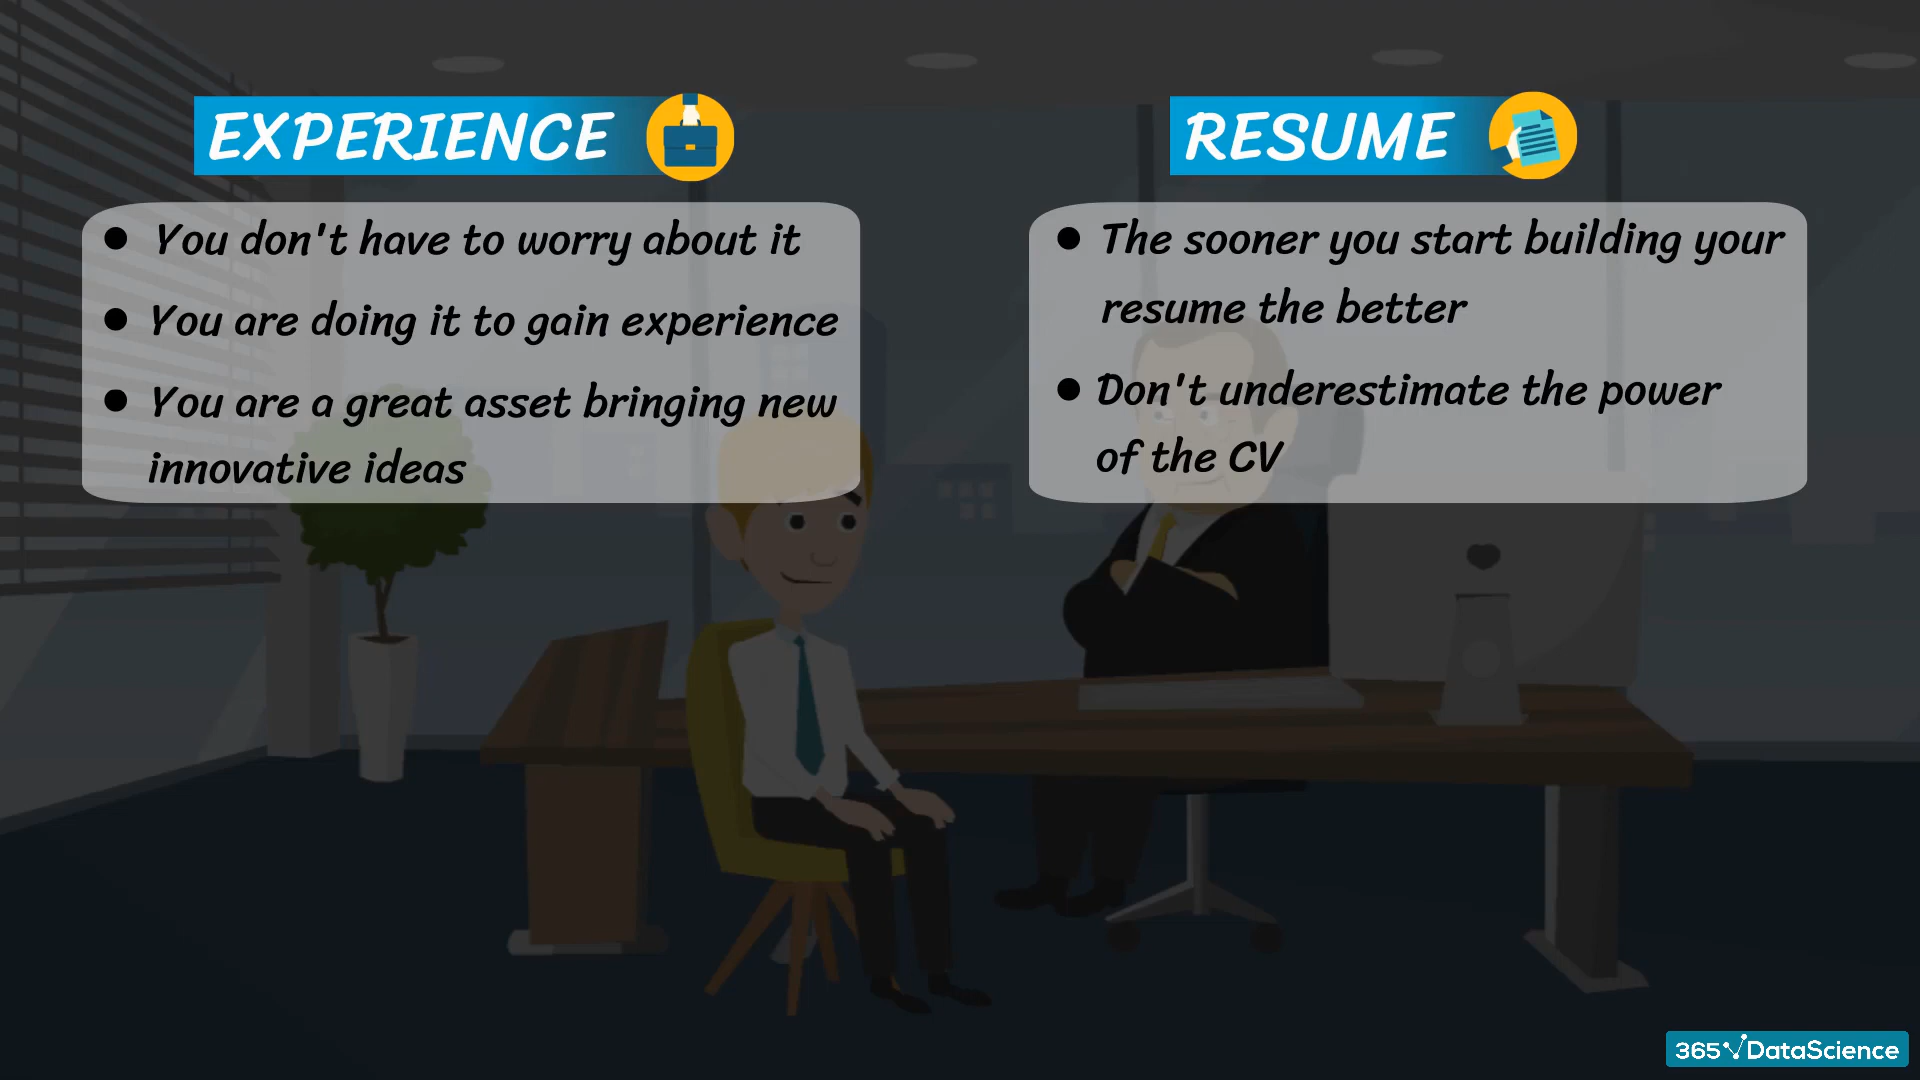 EXPERIENCE
● You don't have to worry about it
● You are doing it to gain experience
● You are a great asset bringing new
innovative ideas
RESUME
● The sooner you start building your
resume the better
● Don't underestimate the power
of the CV
365 DataScience